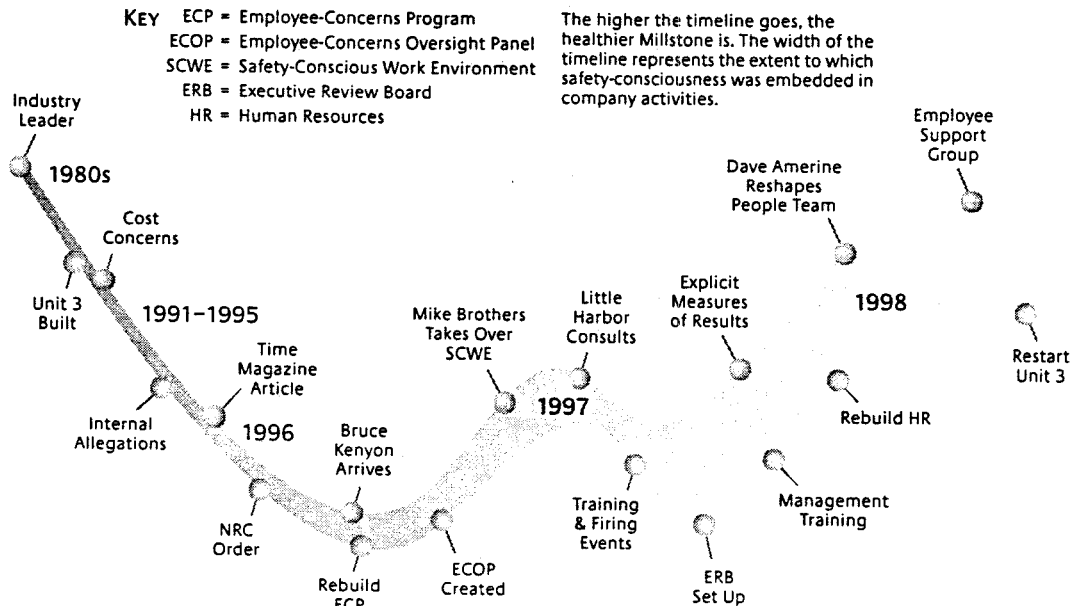 KEY ECP = Employee-Concerns Program
ECOP = Employee-Concerns Oversight Panel
SCWE = Safety-Conscious Work Environment
ERB = Executive Review Board
HR = Human Resources
The higher the timeline goes, the
healthier Millstone is. The width of the
timeline represents the extent to which
safety-consciousness was embedded in
company activities.
Industry
Leader
1980s
Cost
Concerns
Unit 3
Built
1991–1995
Internal
Allegations
Time
Magazine
Article
1996
NRC
Order
Bruce
Kenyon
Arrives
Rebuild
ECP
ECOP
Created
Mike Brothers
Takes Over
SCWE
1997
Little
Harbor
Consults
Training
& Firing
Events
ERB
Set Up
Explicit
Measures
of Results
Management
Training
Dave Amerine
Reshapes
People Team
1998
Rebuild HR
Employee
Support
Group
Restart
Unit 3